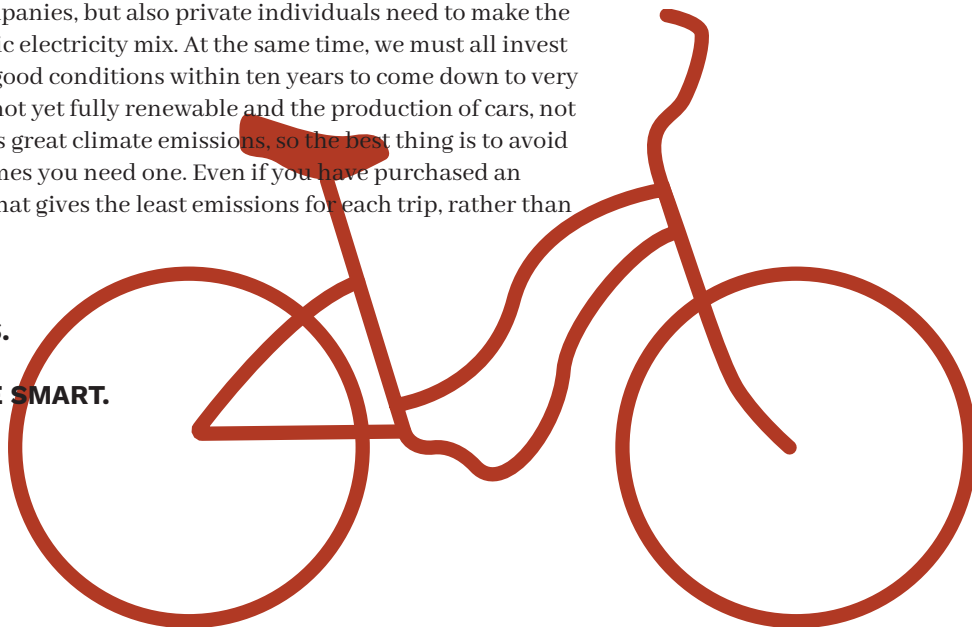 panies, but also private individuals need to make the
ic electricity mix. At the same time, we must all invest
good conditions within ten years to come down to very
not yet fully renewable and the production of cars, not
s great climate emissions, so the best thing is to avoid
mes you need one. Even if you have purchased an
hat gives the least emissions for each trip, rather than
S.
E SMART.